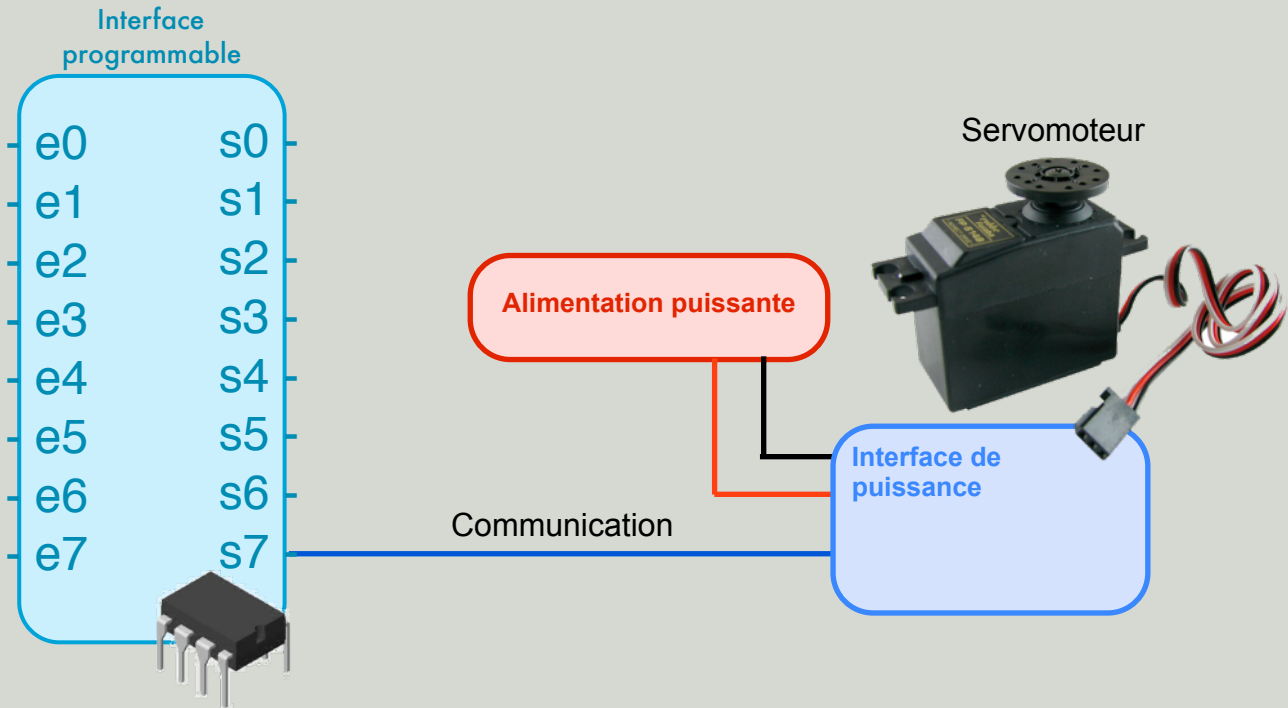 Interface
programmable
e0
s0
e1
s1
e2
s2
e3
s3
e4
s4
e5
s5
e6
s6
e7
s7
Servomoteur
Alimentation puissante
Interface de
puissance
Communication